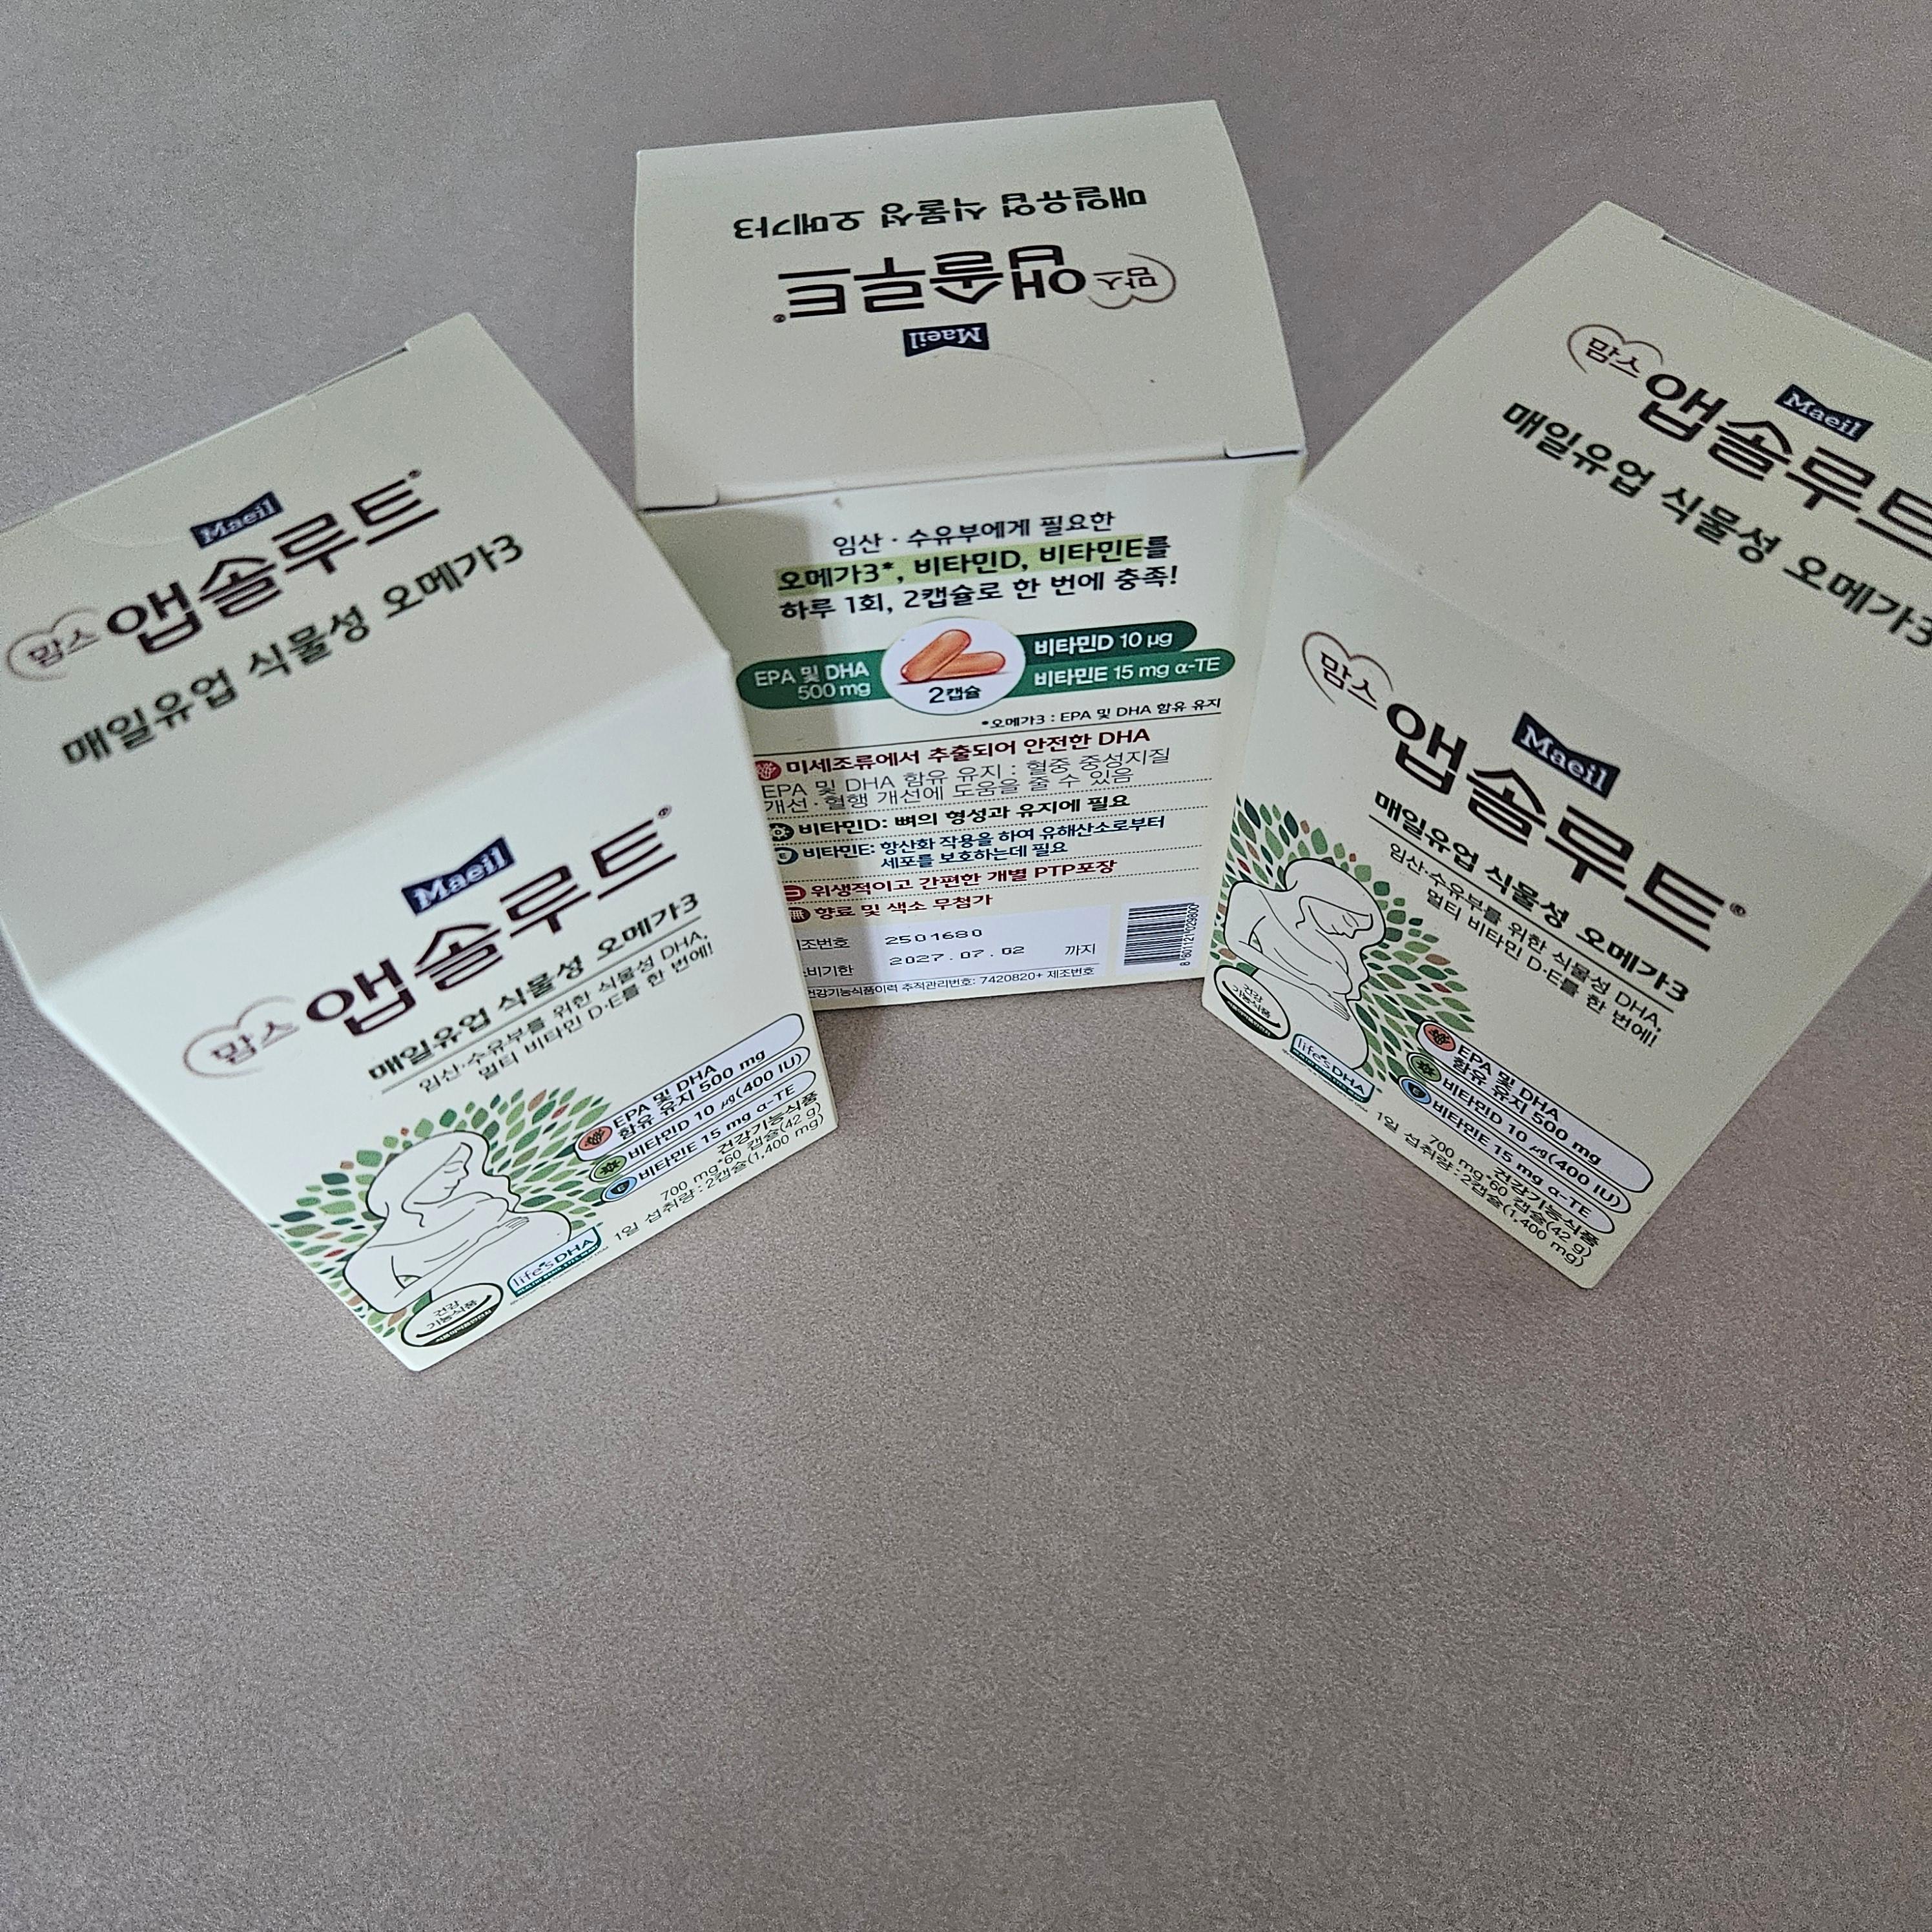 Maeil
맘스 앱솔루트®
매일유업 식물성 오메가3
Maeil
맘스 앱솔루트®
매일유업 식물성 오메가3
임산·수유부를 위한 식물성 DHA,
멀티 비타민 D·E를 한 번에!
EPA 및 DHA
함유 유지 500 mg
비타민D 10 μg(400 IU)
비타민E 15 mg α-TE
건강기능식품
700 mg*60 캡슐(42 g)
1일 섭취량 : 2캡슐(1,400 mg)
life'sDHA
건강
기능식품
Maeil
맘스 앱솔루트®
매일유업 식물성 오메가3
임산·수유부에게 필요한
오메가3*, 비타민D, 비타민E를
하루 1회, 2캡슐로 한 번에 충족!
EPA 및 DHA
500 mg
2캡슐
비타민D 10 μg
비타민E 15 mg α-TE
*오메가3 : EPA 및 DHA 함유 유지
미세조류에서 추출되어 안전한 DHA
EPA 및 DHA 함유 유지 : 혈중 중성지질
개선·혈행 개선에 도움을 줄 수 있음
비타민D: 뼈의 형성과 유지에 필요
E 비타민E: 항산화 작용을 하여 유해산소로부터
세포를 보호하는데 필요
위생적이고 간편한 개별 PTP포장
無 향료 및 색소 무첨가
조번호 2501680
비기한 2027.07.02 까지
건강기능식품이력 추적관리번호: 7420820+ 제조번호
8 801121 029800
Maeil
맘스 앱솔루트
매일유업 식물성 오메가3
Maeil
맘스 앱솔루트®
매일유업 식물성 오메가3
임산·수유부를 위한 식물성 DHA,
멀티 비타민 D·E를 한 번에!
EPA 및 DHA
함유 유지 500 mg
비타민D 10 μg(400 IU)
비타민E 15 mg α-TE
건강기능식품
700 mg*60 캡슐(42 g)
1일 섭취량 : 2캡슐(1,400 mg)
건강
기능식품
life'sDHA